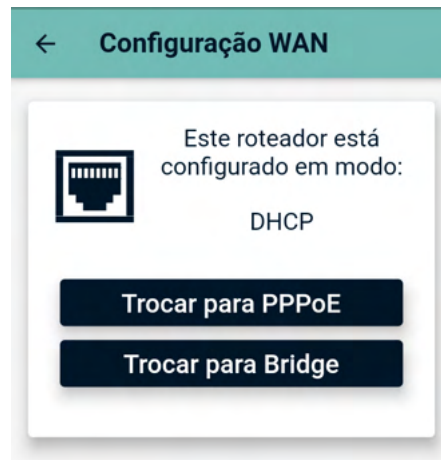 Configuração WAN
Este roteador está
configurado em modo:
DHCP
Trocar para PPPoE
Trocar para Bridge